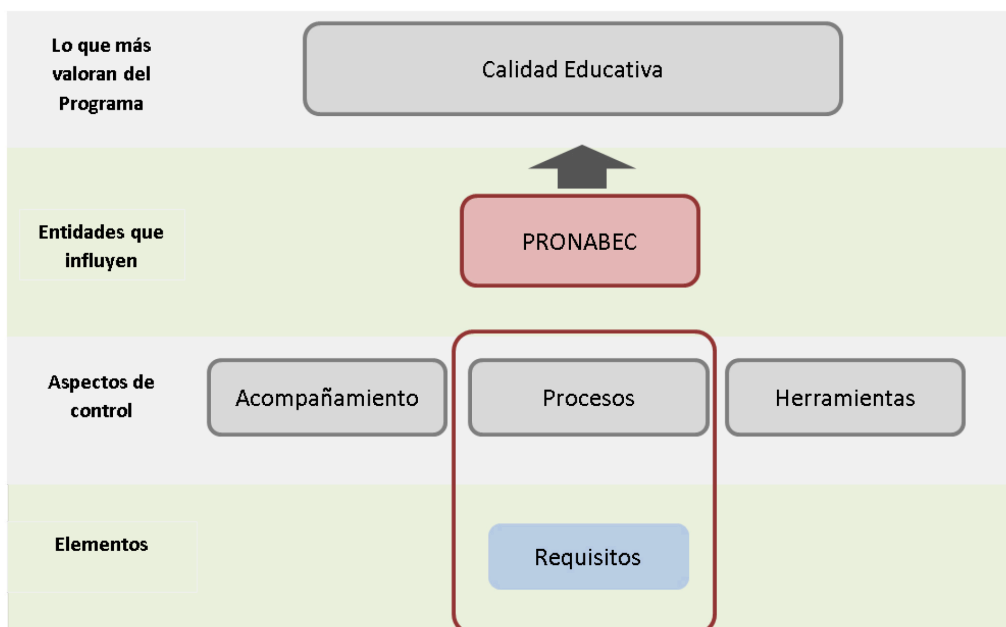 Lo que más
valoran del
Programa
Calidad Educativa
Entidades que
influyen
PRONABEC
Aspectos de
control
Acompañamiento
Procesos
Herramientas
Elementos
Requisitos